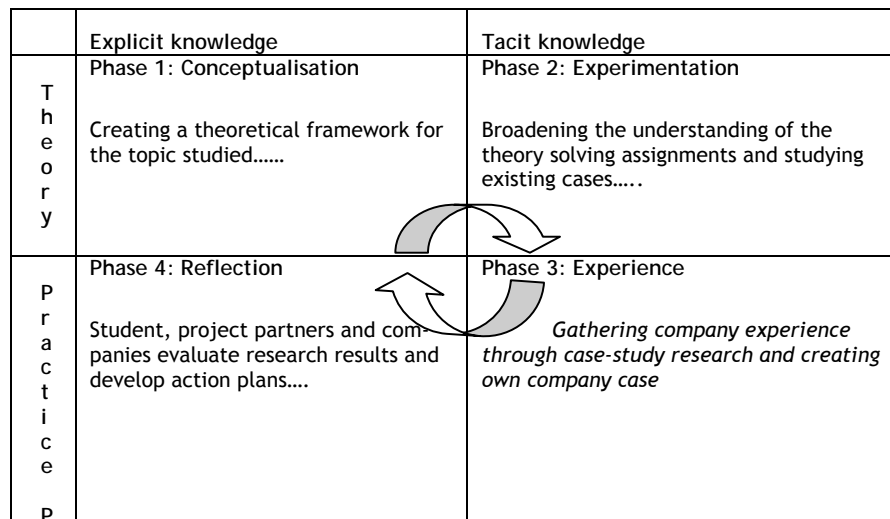 Explicit knowledge
Tacit knowledge
Theory
Phase 1: Conceptualisation
Creating a theoretical framework for
the topic studied……
Phase 2: Experimentation
Broadening the understanding of the
theory solving assignments and studying
existing cases…..
Practice
P
Phase 4: Reflection
Student, project partners and com-
panies evaluate research results and
develop action plans….
Phase 3: Experience
Gathering company experience
through case-study research and creating
own company case